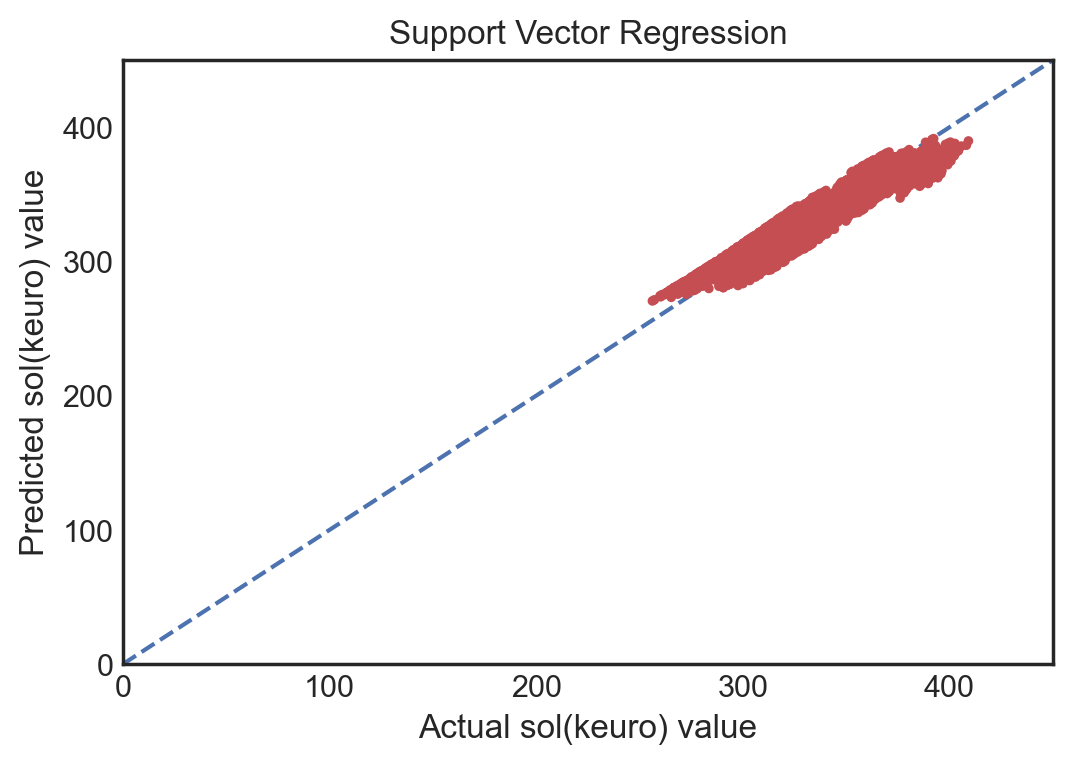 Support Vector Regression
Predicted sol(keuro) value
400
300
200
100
0
0 100 200 300 400
Actual sol(keuro) value